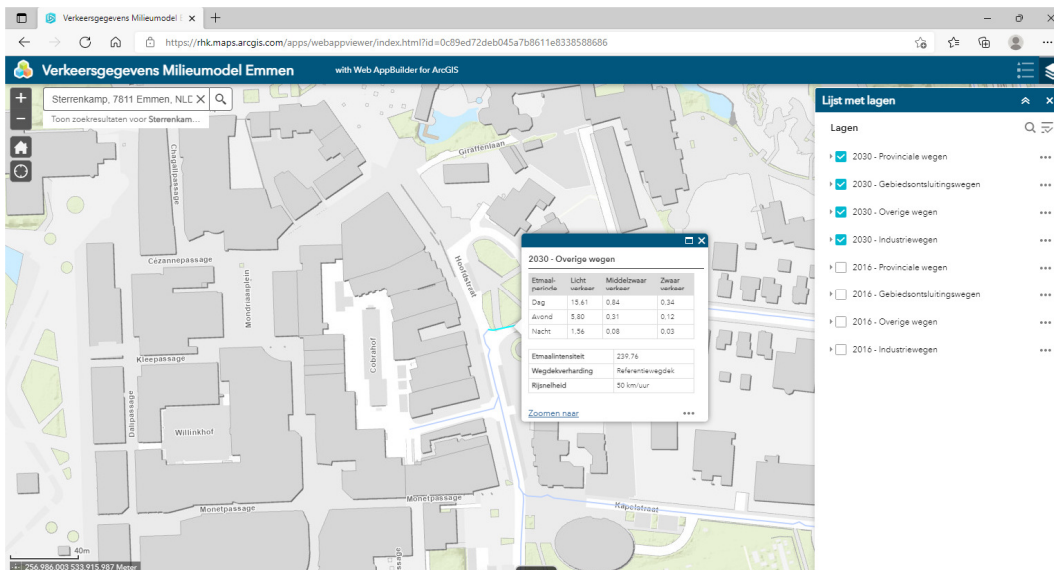 Verkeersgegevens Milieumodel E
https://rhk.maps.arcgis.com/apps/webappviewer/index.html?id=0c89ed72deb045a7b8611e8338588686
Verkeersgegevens Milieumodel Emmen
with Web AppBuilder for ArcGIS
Sterrenkamp, 7811 Emmen, NLD
Toon zoekresultaten voor Sterrenkam...
Lijst met lagen
Lagen
2030 - Provinciale wegen
2030 - Gebiedsontsluitingswegen
2030 - Overige wegen
2030 - Industriewegen
2016 - Provinciale wegen
2016 - Gebiedsontsluitingswegen
2016 - Overige wegen
2016 - Industriewegen
Giraffenlaan
Chagallpassage
Cézannepassage
Mondriaanplein
Hoofdstraat
Cobrahof
Kleepassage
Dalipassage
Willinkhof
Monetpassage
Monetpassage
Kapelstraat
2030 - Overige wegen
Etmaal-periode Licht verkeer Middelzwaar verkeer Zwaar verkeer
Dag 15,61 0,84 0,34
Avond 5,80 0,31 0,12
Nacht 1,56 0,08 0,03
Etmaalintensiteit 239,76
Wegdekverharding Referentiewegdek
Rijsnelheid 50 km/uur
Zoomen naar
40m
256.986,003 533.915,987 Meter